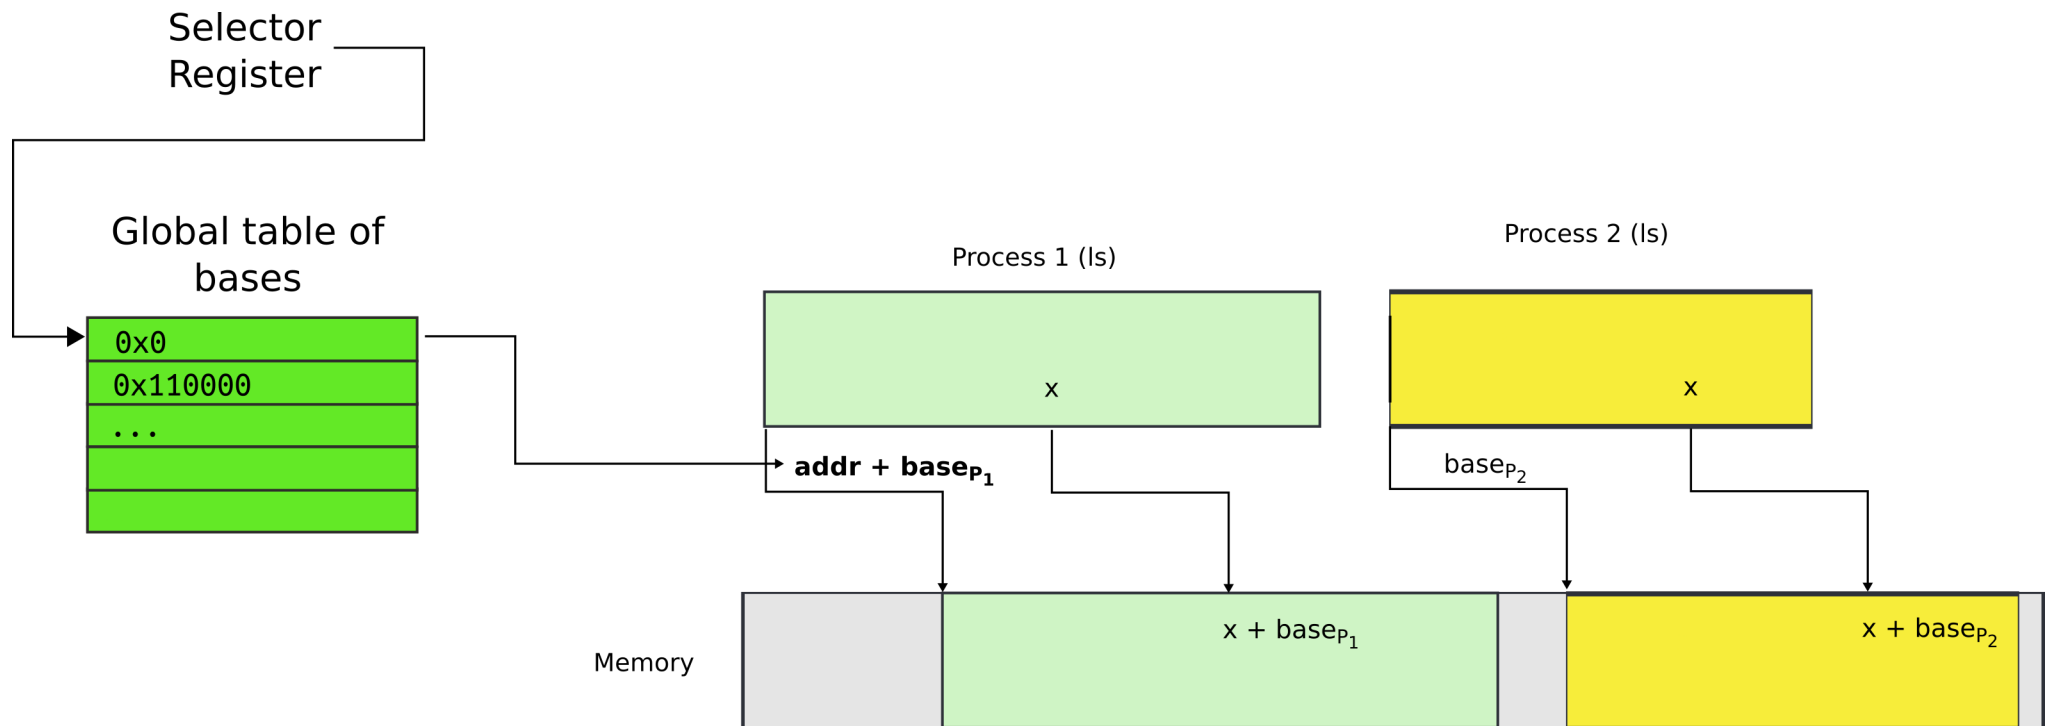 Selector
Register
Global table of
bases
0x0
0x110000
...
Process 1 (ls)
x
addr + baseP1
Process 2 (ls)
x
baseP2
Memory
x + baseP1
x + baseP2